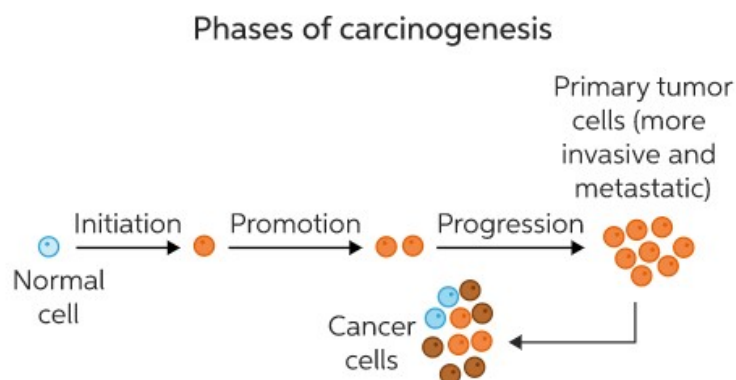 Phases of carcinogenesis
Primary tumor
cells (more
invasive and
metastatic)
Initiation
Promotion
Progression
Normal
cell
Cancer
cells